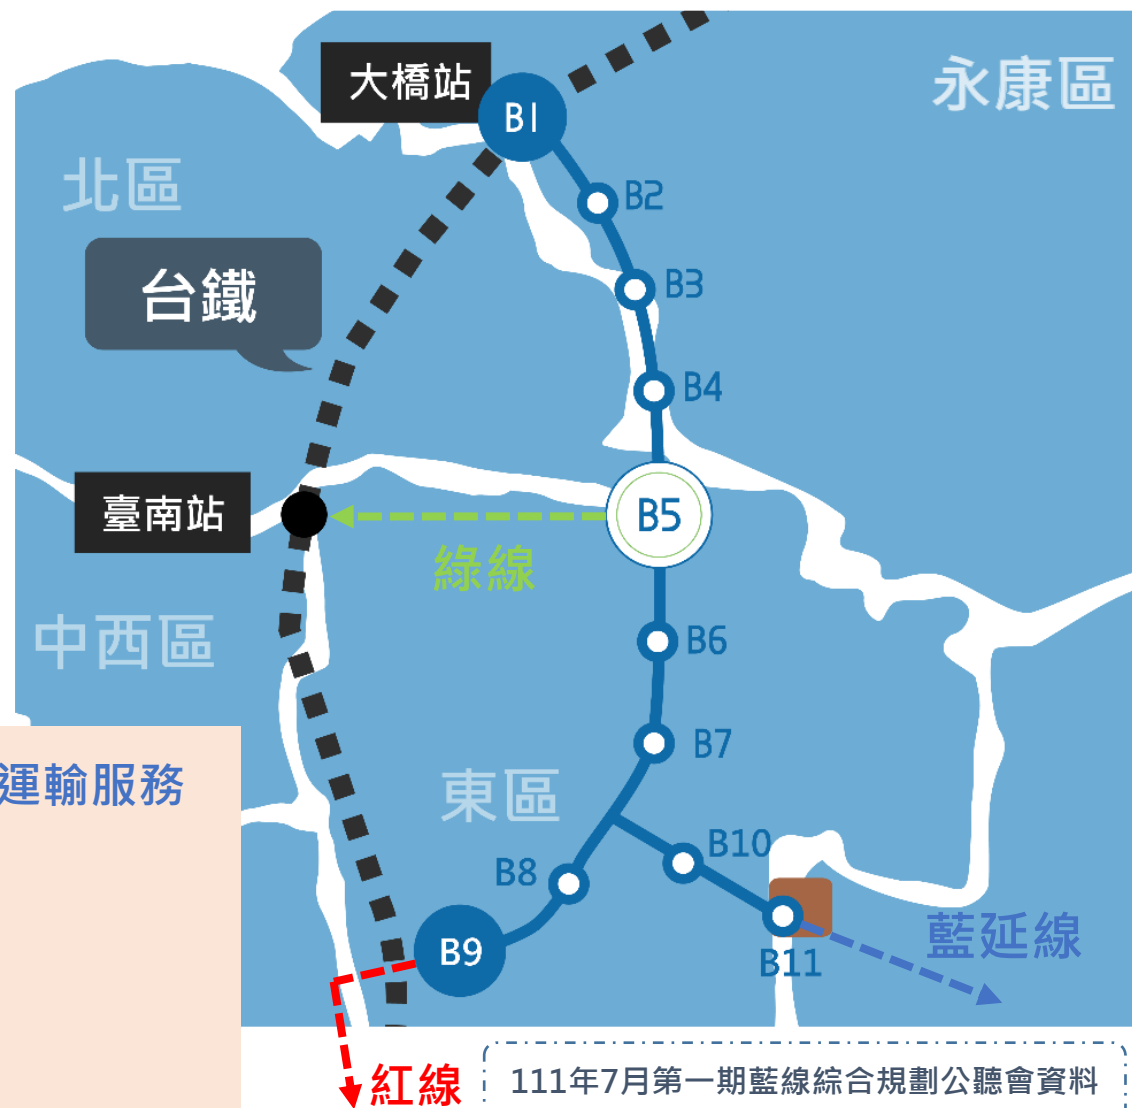 大橋站
B1
永康區
北區
B2
台鐵
B3
B4
臺南站
B5
綠線
中西區
B6
B7
運輸服務
東區
B10
B8
藍延線
B9
B11
紅線
111年7月第一期藍線綜合規劃公聽會資料